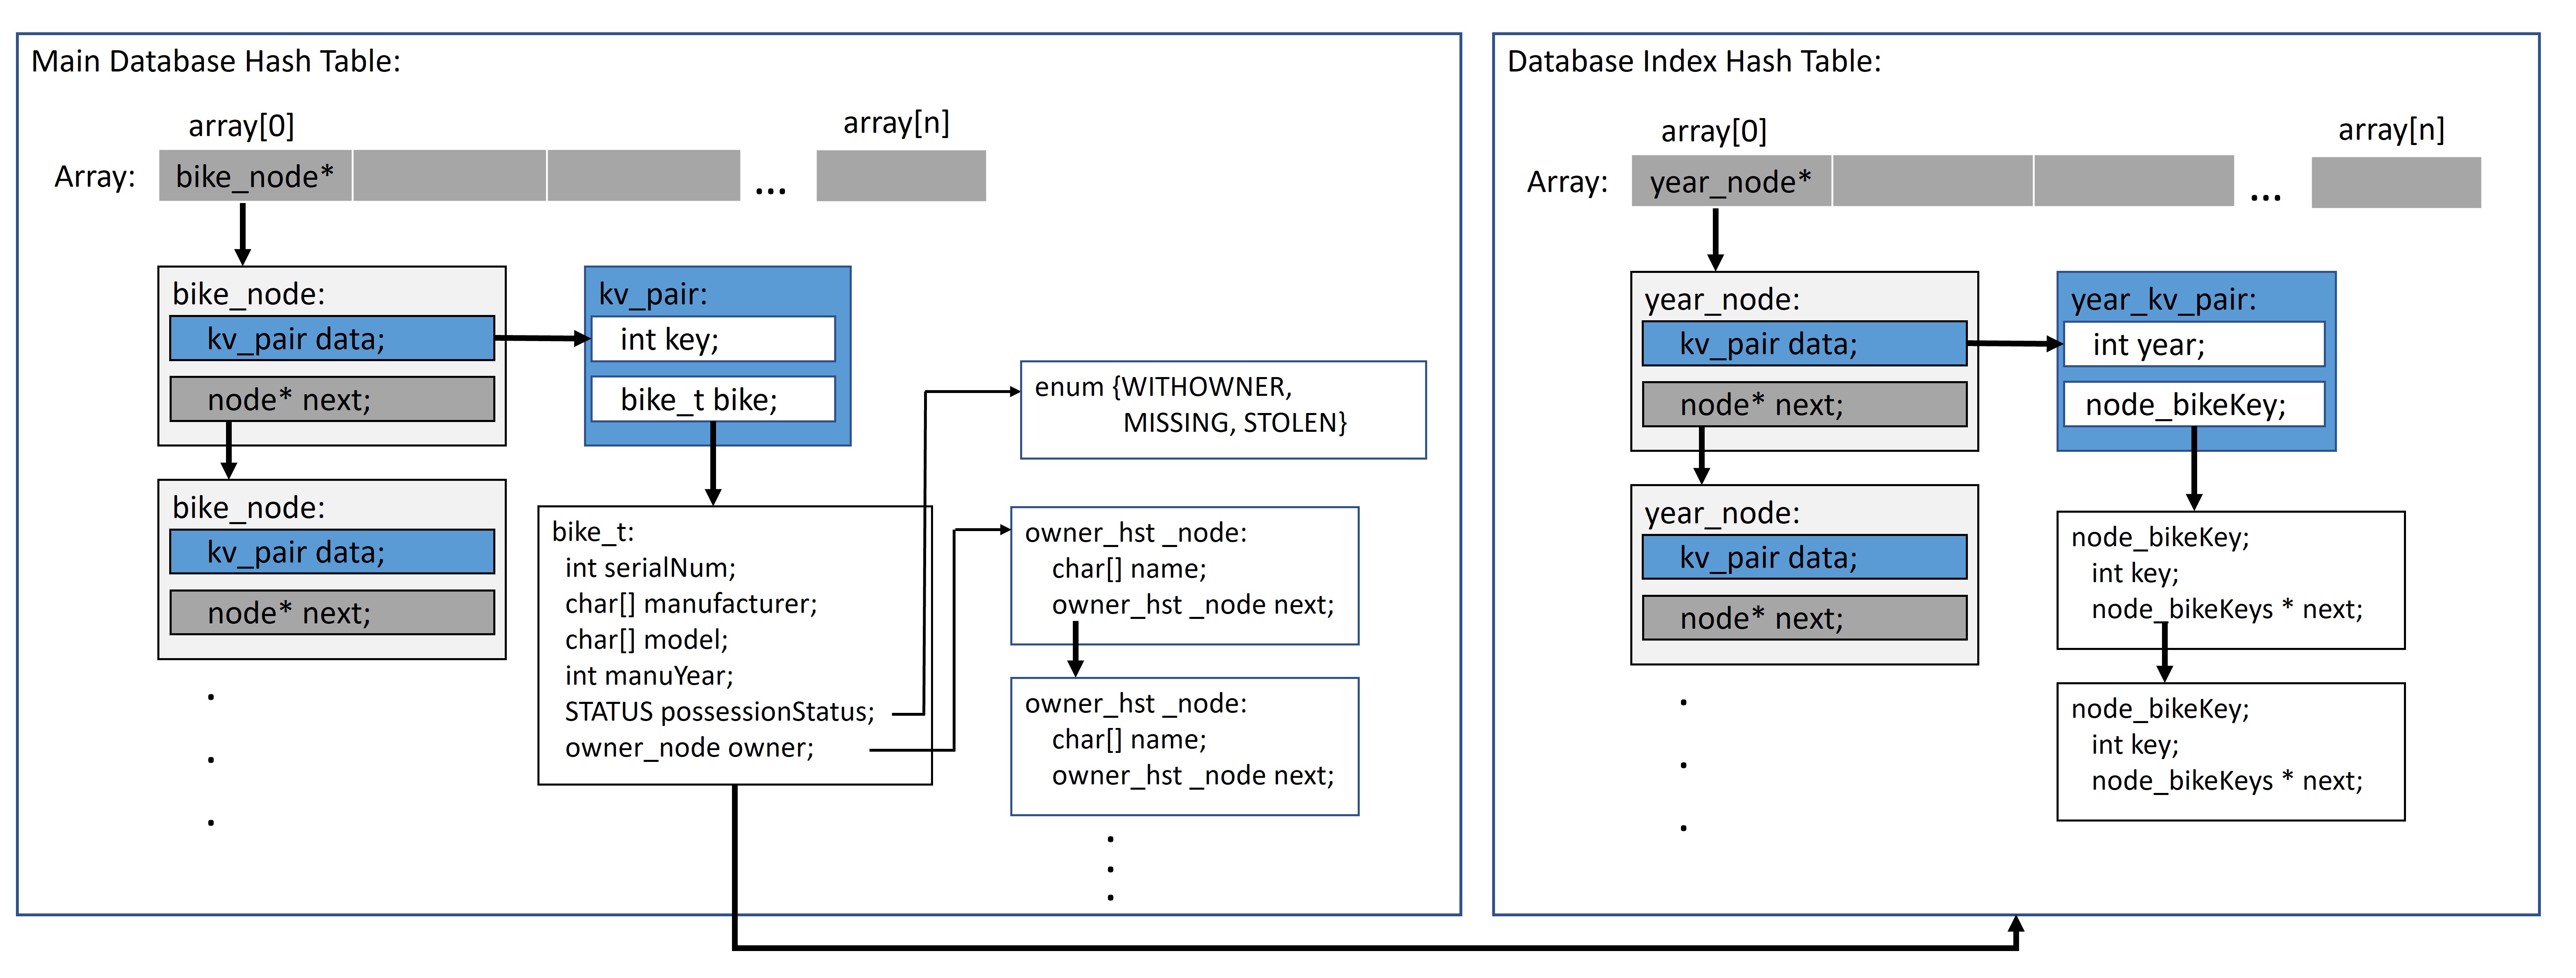 Main Database Hash Table:
array[0]
array[n]
Array:
bike_node*
...
bike_node:
kv_pair data;
node* next;
bike_node:
kv_pair data;
node* next;
.
.
.
kv_pair:
int key;
bike_t bike;
bike_t:
int serialNum;
char[] manufacturer;
char[] model;
int manuYear;
STATUS possessionStatus;
owner_node owner;
enum {WITHOWNER,
MISSING, STOLEN}
owner_hst _node:
char[] name;
owner_hst _node next;
owner_hst _node:
char[] name;
owner_hst _node next;
.
.
.
Database Index Hash Table:
array[0]
array[n]
Array:
year_node*
...
year_node:
kv_pair data;
node* next;
year_node:
kv_pair data;
node* next;
.
.
.
year_kv_pair:
int year;
node_bikeKey;
node_bikeKey;
int key;
node_bikeKeys * next;
node_bikeKey;
int key;
node_bikeKeys * next;